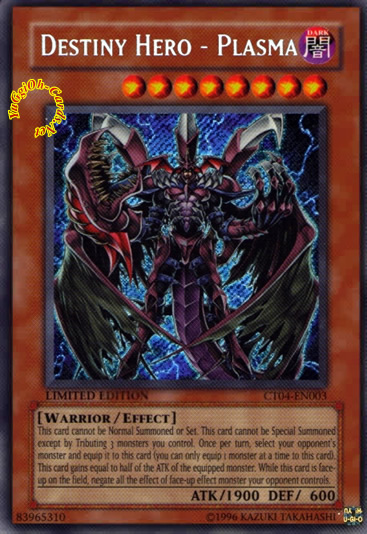 DESTINY HERO - PLASMA
DARK
闇
YuGgiOh-Cards.Net
LIMITED EDITION CT04-EN003
[WARRIOR / EFFECT]
This card cannot be Normal Summoned or Set. This card cannot be Special Summoned
except by Tributing 3 monsters you control. Once per turn, select your opponent's
monster and equip it to this card (you can only equip 1 monster at a time to this card).
This card gains equal to half of the ATK of the equipped monster. While this card is face-
up on the field, negate all the effect of face-up effect monster your opponent controls.
ATK/1900 DEF/ 600
83965310 ©1996 KAZUKI TAKAHASHI